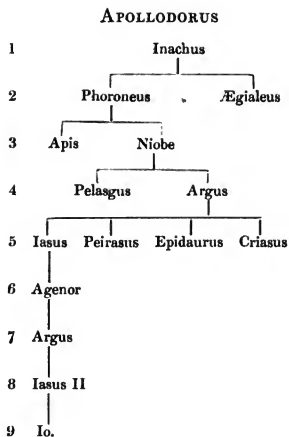 APOLLODORUS
1 Inachus
2 Phoroneus Ægialeus
3 Apis Niobe
4 Pelasgus Argus
5 Iasus Peirasus Epidaurus Criasus
6 Agenor
7 Argus
8 Iasus II
9 Io.